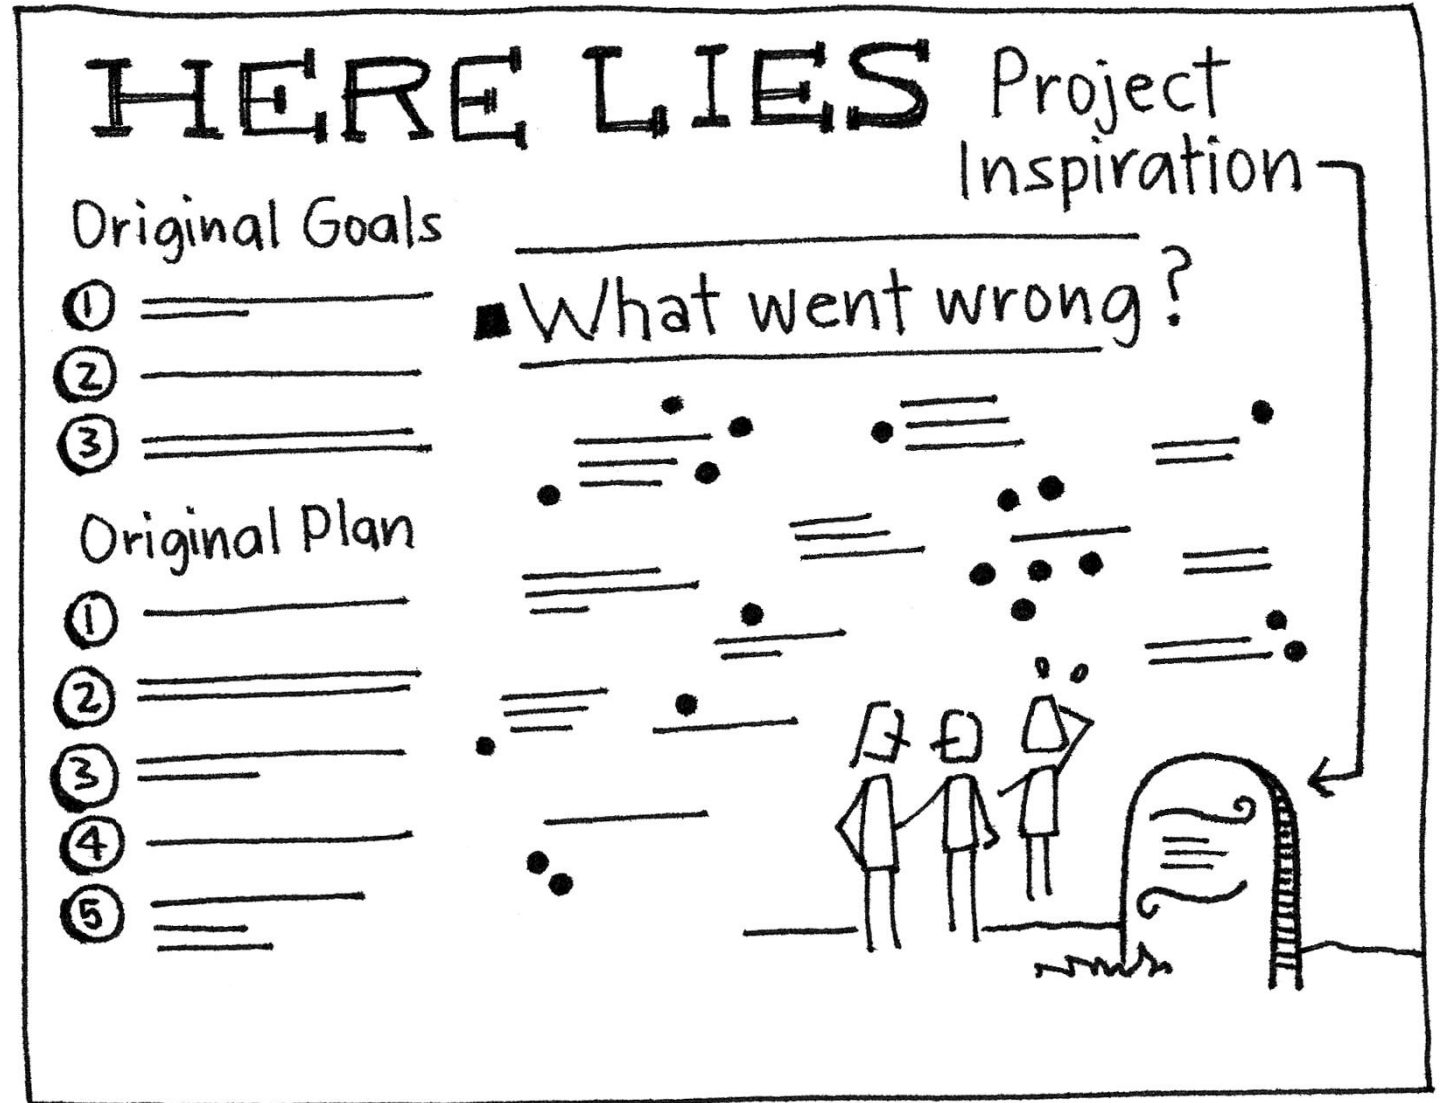 HERE LIES Project
Inspiration
Original Goals
1
2
3
What went wrong?
Original Plan
1
2
3
4
5